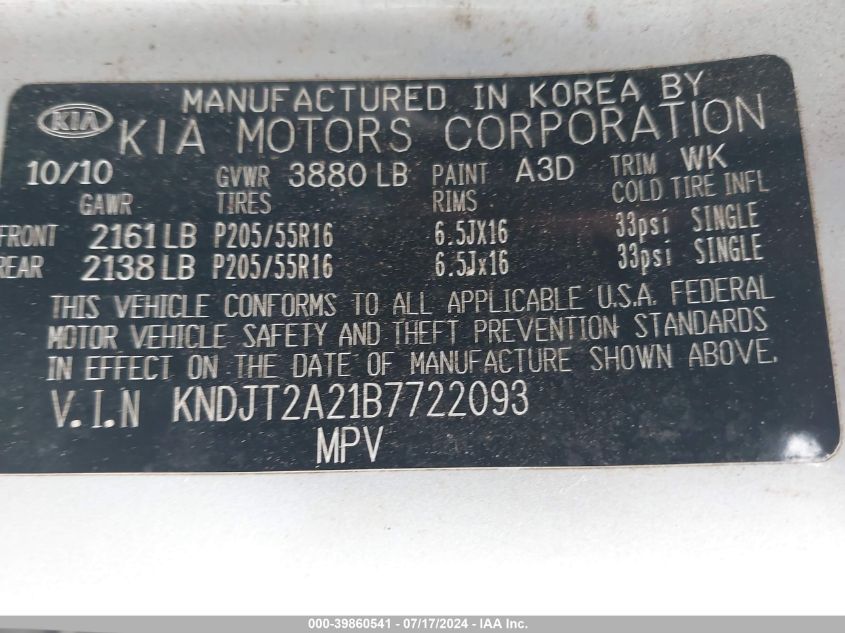 MANUFACTURED IN KOREA BY
KIA KIA MOTORS CORPORATION
10/10 GVWR 3880 LB PAINT A3D TRIM WK
GAWR TIRES RIMS COLD TIRE INFL
FRONT 2161 LB P205/55R16 6.5JX16 33psi SINGLE
REAR 2138 LB P205/55R16 6.5Jx16 33psi SINGLE
THIS VEHICLE CONFORMS TO ALL APPLICABLE U.S.A. FEDERAL
MOTOR VEHICLE SAFETY AND THEFT PREVENTION STANDARDS
IN EFFECT ON THE DATE OF MANUFACTURE SHOWN ABOVE.
V.I.N KNDJT2A21B7722093
MPV
000-39860541 - 07/17/2024 - IAA Inc.